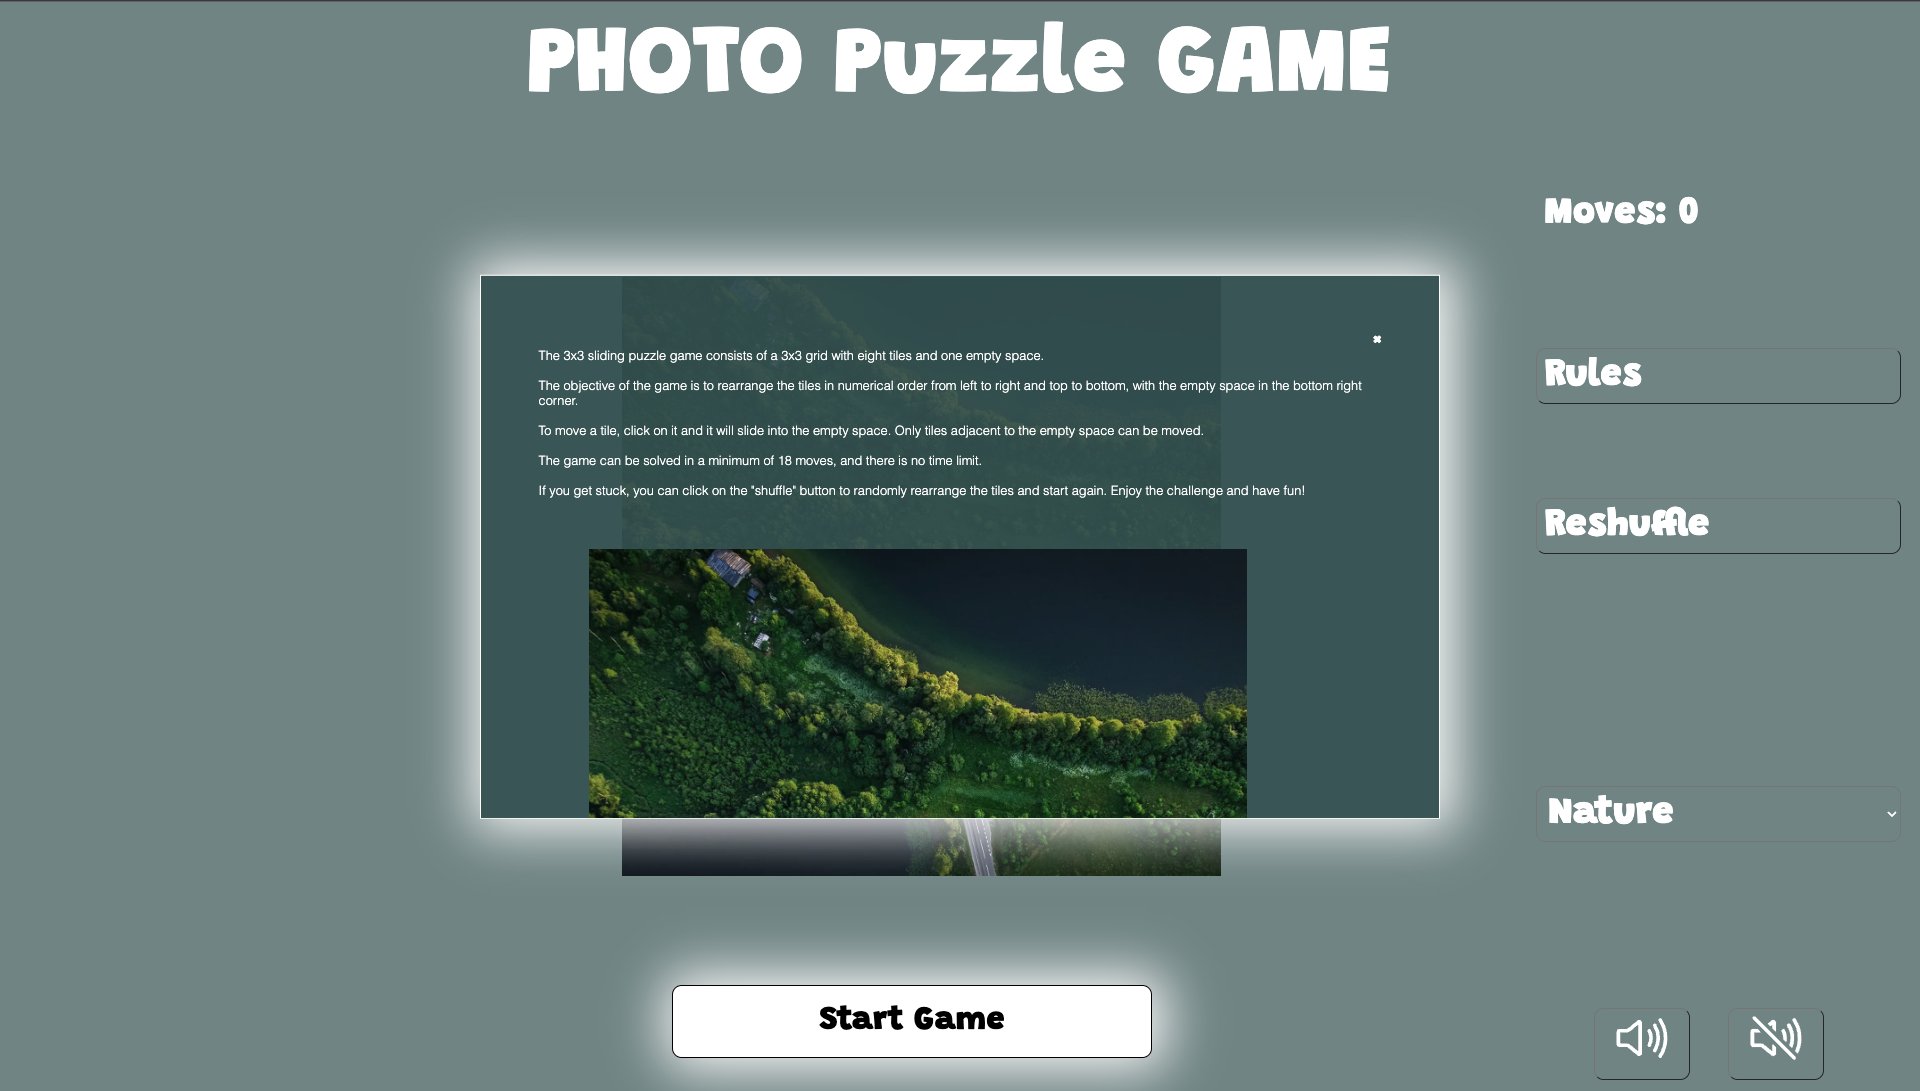 PHOTO Puzzle GAME
Moves: 0
The 3x3 sliding puzzle game consists of a 3x3 grid with eight tiles and one empty space.
The objective of the game is to rearrange the tiles in numerical order from left to right and top to bottom, with the empty space in the bottom right
corner.
To move a tile, click on it and it will slide into the empty space. Only tiles adjacent to the empty space can be moved.
The game can be solved in a minimum of 18 moves, and there is no time limit.
If you get stuck, you can click on the "shuffle" button to randomly rearrange the tiles and start again. Enjoy the challenge and have fun!
Rules
Reshuffle
Nature
Start Game